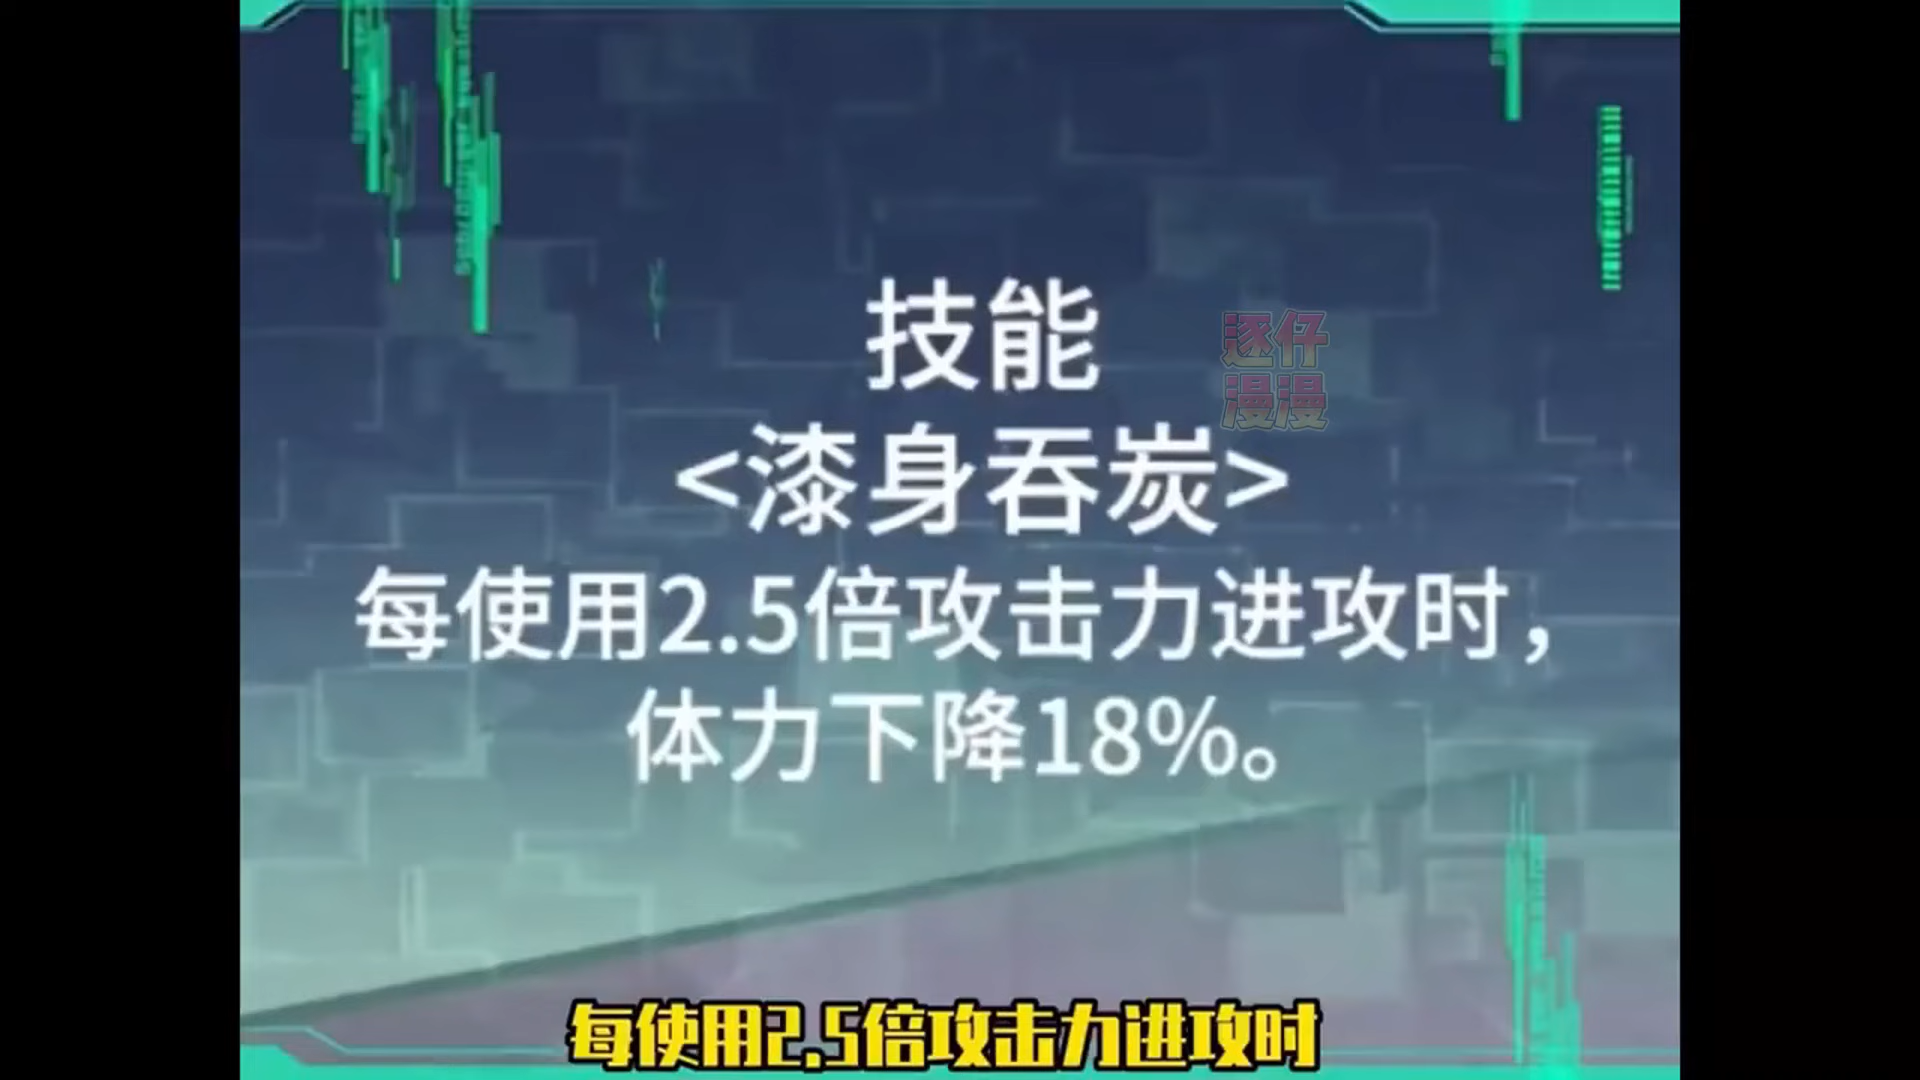 技能
逐仔
漫漫
<漆身吞炭>
每使用2.5倍攻击力进攻时，
体力下降18%。
每使用2.5倍攻击力进攻时